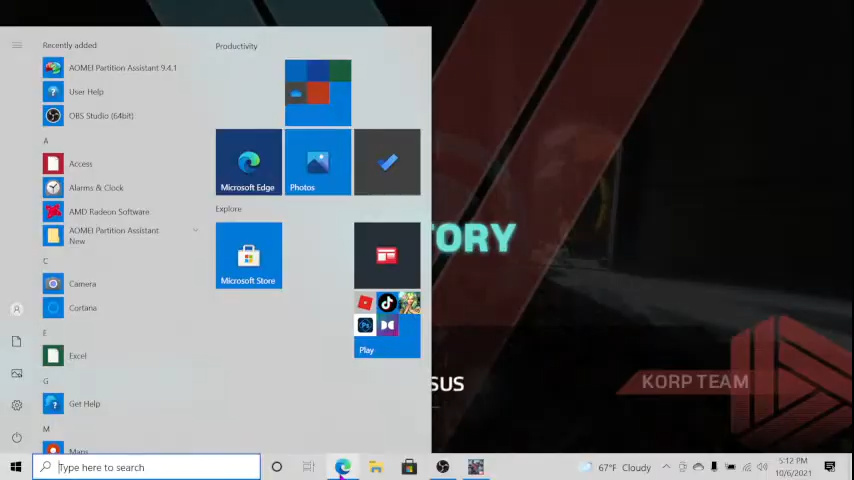 Recently added
AOMEI Partition Assistant 9.4.1
User Help
OBS Studio (64bit)
A
Access
Alarms & Clock
AMD Radeon Software
AOMEI Partition Assistant
New
C
Camera
Cortana
E
Excel
G
Get Help
M
Maps
Productivity
Microsoft Edge
Photos
Explore
Microsoft Store
Play
TORY
SUS
KORP TEAM
Type here to search
67°F Cloudy
5:12 PM
10/6/2021